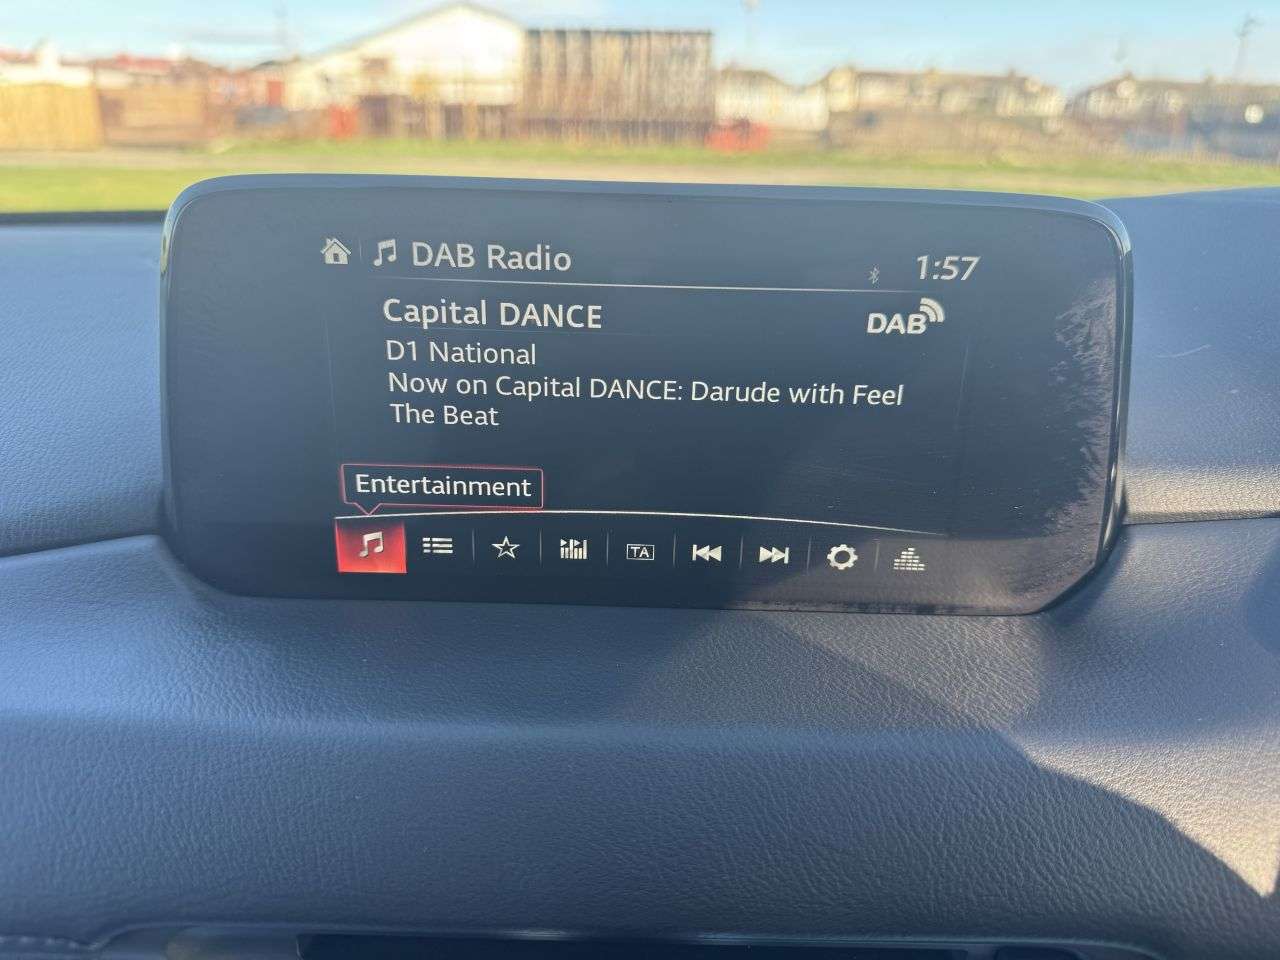 DAB Radio
1:57
Capital DANCE
DAB
D1 National
Now on Capital DANCE: Darude with Feel
The Beat
Entertainment
TA